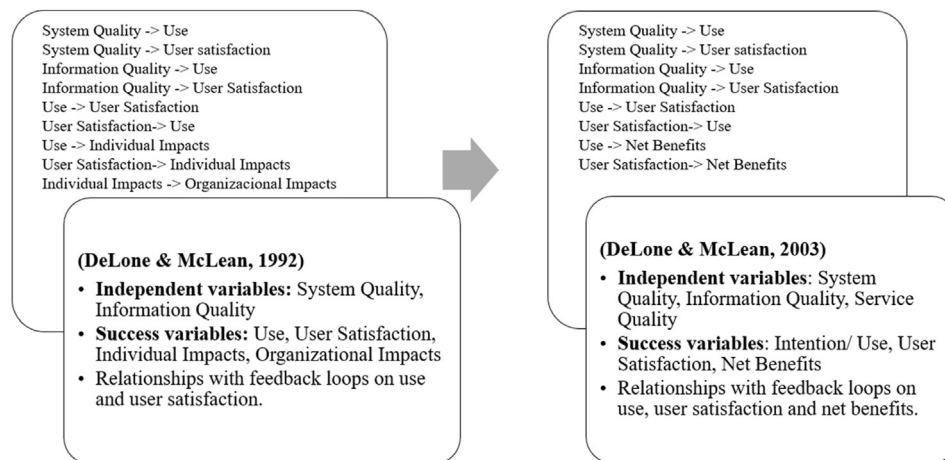 System Quality -> Use
System Quality -> User satisfaction
Information Quality -> Use
Information Quality -> User Satisfaction
Use -> User Satisfaction
User Satisfaction-> Use
Use -> Individual Impacts
User Satisfaction-> Individual Impacts
Individual Impacts -> Organizacional Impacts
(DeLone & McLean, 1992)
• Independent variables: System Quality,
Information Quality
• Success variables: Use, User Satisfaction,
Individual Impacts, Organizational Impacts
• Relationships with feedback loops on use
and user satisfaction.
System Quality -> Use
System Quality -> User satisfaction
Information Quality -> Use
Information Quality -> User Satisfaction
Use -> User Satisfaction
User Satisfaction-> Use
Use -> Net Benefits
User Satisfaction-> Net Benefits
(DeLone & McLean, 2003)
• Independent variables: System
Quality, Information Quality, Service
Quality
• Success variables: Intention/ Use, User
Satisfaction, Net Benefits
• Relationships with feedback loops on
use, user satisfaction and net benefits.